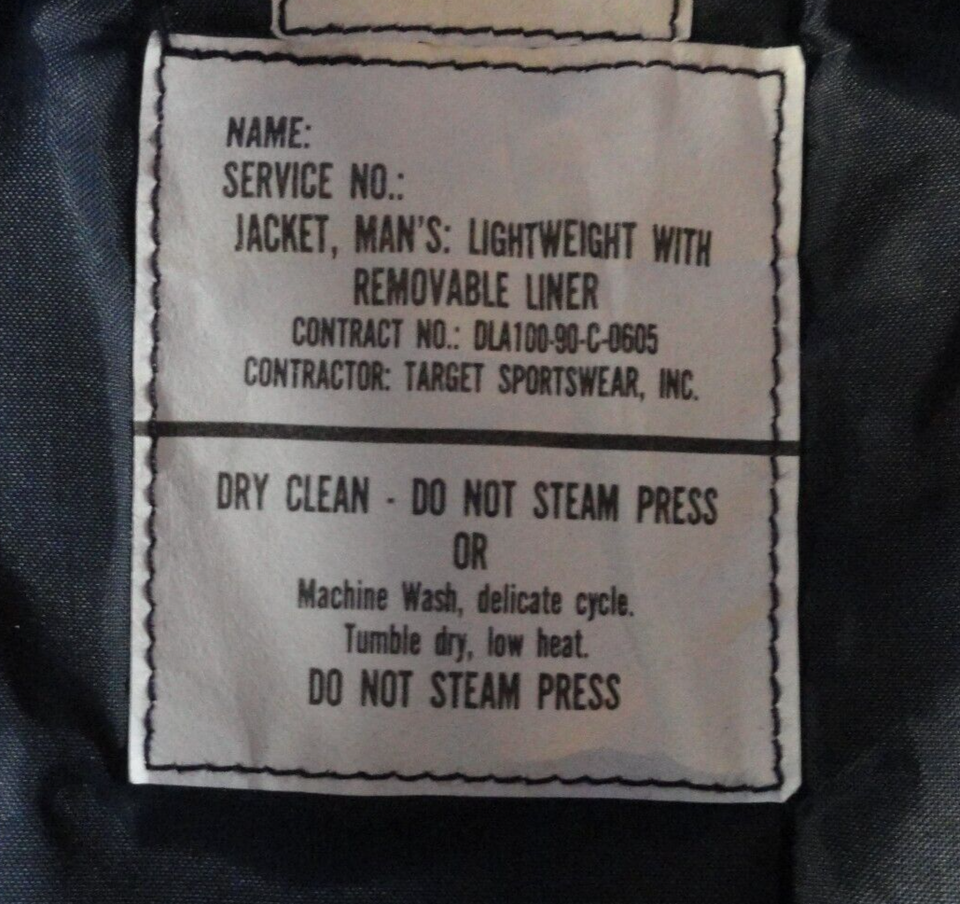 NAME:
SERVICE NO.:
JACKET, MAN'S: LIGHTWEIGHT WITH
REMOVABLE LINER
CONTRACT NO.: DLA100-90-C-0605
CONTRACTOR: TARGET SPORTSWEAR, INC.
DRY CLEAN - DO NOT STEAM PRESS
OR
Machine Wash, delicate cycle.
Tumble dry, low heat.
DO NOT STEAM PRESS